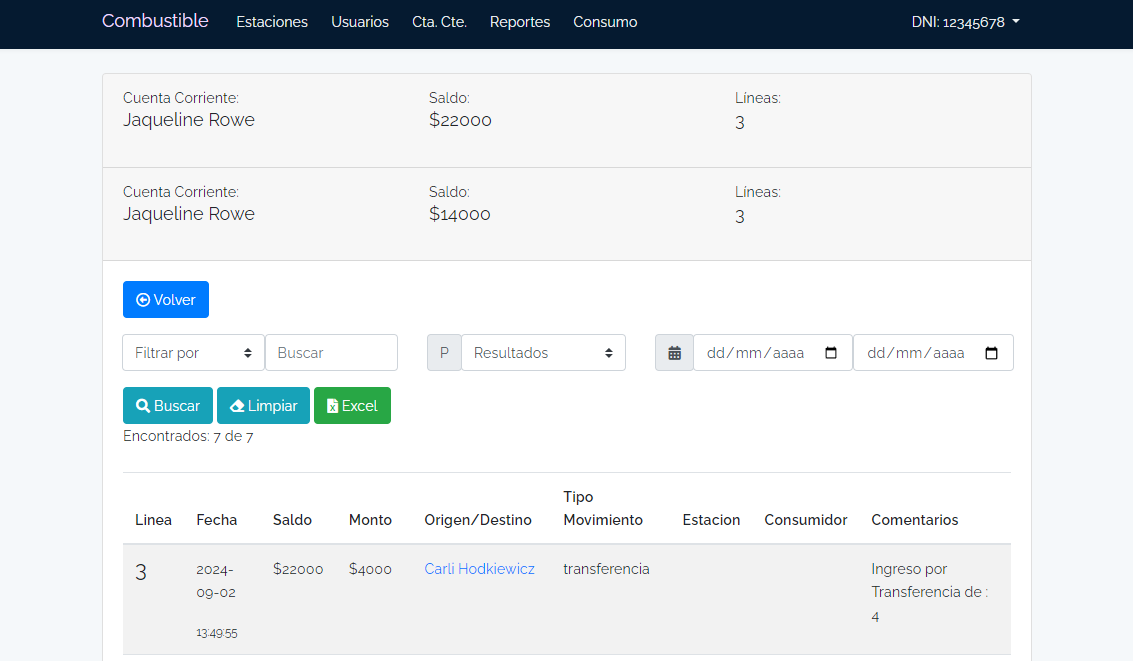 Combustible Estaciones Usuarios Cta. Cte. Reportes Consumo DNI: 12345678
Cuenta Corriente: Saldo: Líneas:
Jaqueline Rowe $22000 3
Cuenta Corriente: Saldo: Líneas:
Jaqueline Rowe $14000 3
Volver
Filtrar por Buscar P Resultados dd/mm/aaaa dd/mm/aaaa
Buscar Limpiar Excel
Encontrados: 7 de 7
Tipo
Linea Fecha Saldo Monto Origen/Destino Movimiento Estacion Consumidor Comentarios
3 2024- $22000 $4000 Carli Hodkiewicz transferencia Ingreso por
09-02 Transferencia de :
4
13:49:55